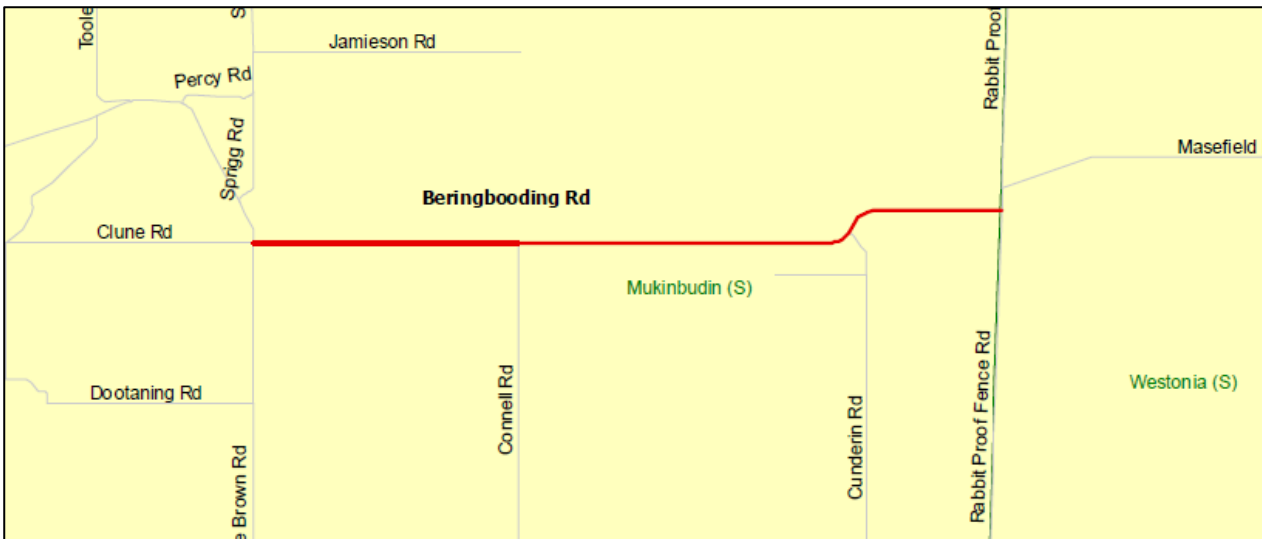 Toole
S
Jamieson Rd
Rabbit Proof
Percy Rd
Sprigg Rd
Masefield
Beringbooding Rd
Clune Rd
Mukinbudin (S)
Westonia (S)
Dootaning Rd
Connell Rd
Cunderin Rd
Rabbit Proof Fence Rd
e Brown Rd